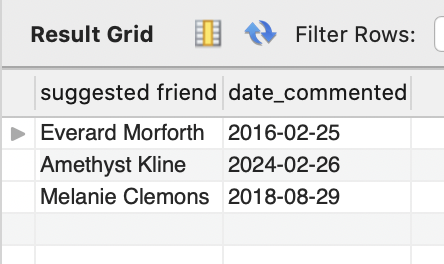 Result Grid Filter Rows:
suggested friend date_commented
Everard Morforth 2016-02-25
Amethyst Kline 2024-02-26
Melanie Clemons 2018-08-29